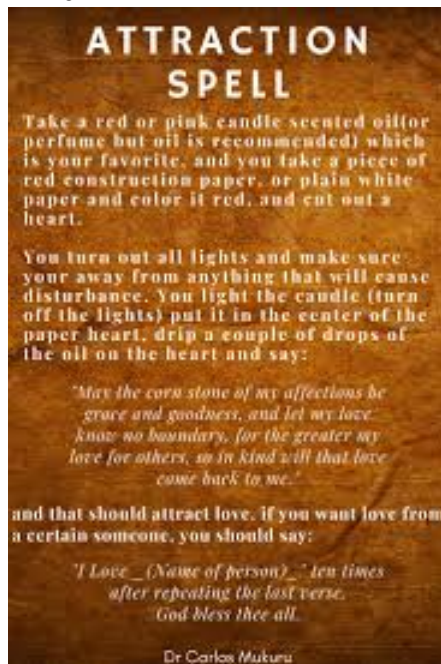 ATTRACTION
SPELL
Take a red or pink candle scented oil(or
perfume but oil is recommended) which
is your favorite, and you take a piece of
red construction paper, or plain white
paper and color it red, and cut out a
heart.
You turn out all lights and make sure
your away from anything that will cause
disturbance. You light the candle (turn
off the lights) put it in the center of the
paper heart, drip a couple of drops of
the oil on the heart and say:
"May the corn stone of my affections be
grace and goodness, and let my love
know no boundary, for the greater my
love for others, so in kind will that love
come back to me."
and that should attract love. if you want love from
a certain someone, you should say:
"I Love _(Name of person)_." ten times
after repeating the last verse.
God bless thee all.
Dr Carlos Mukuru